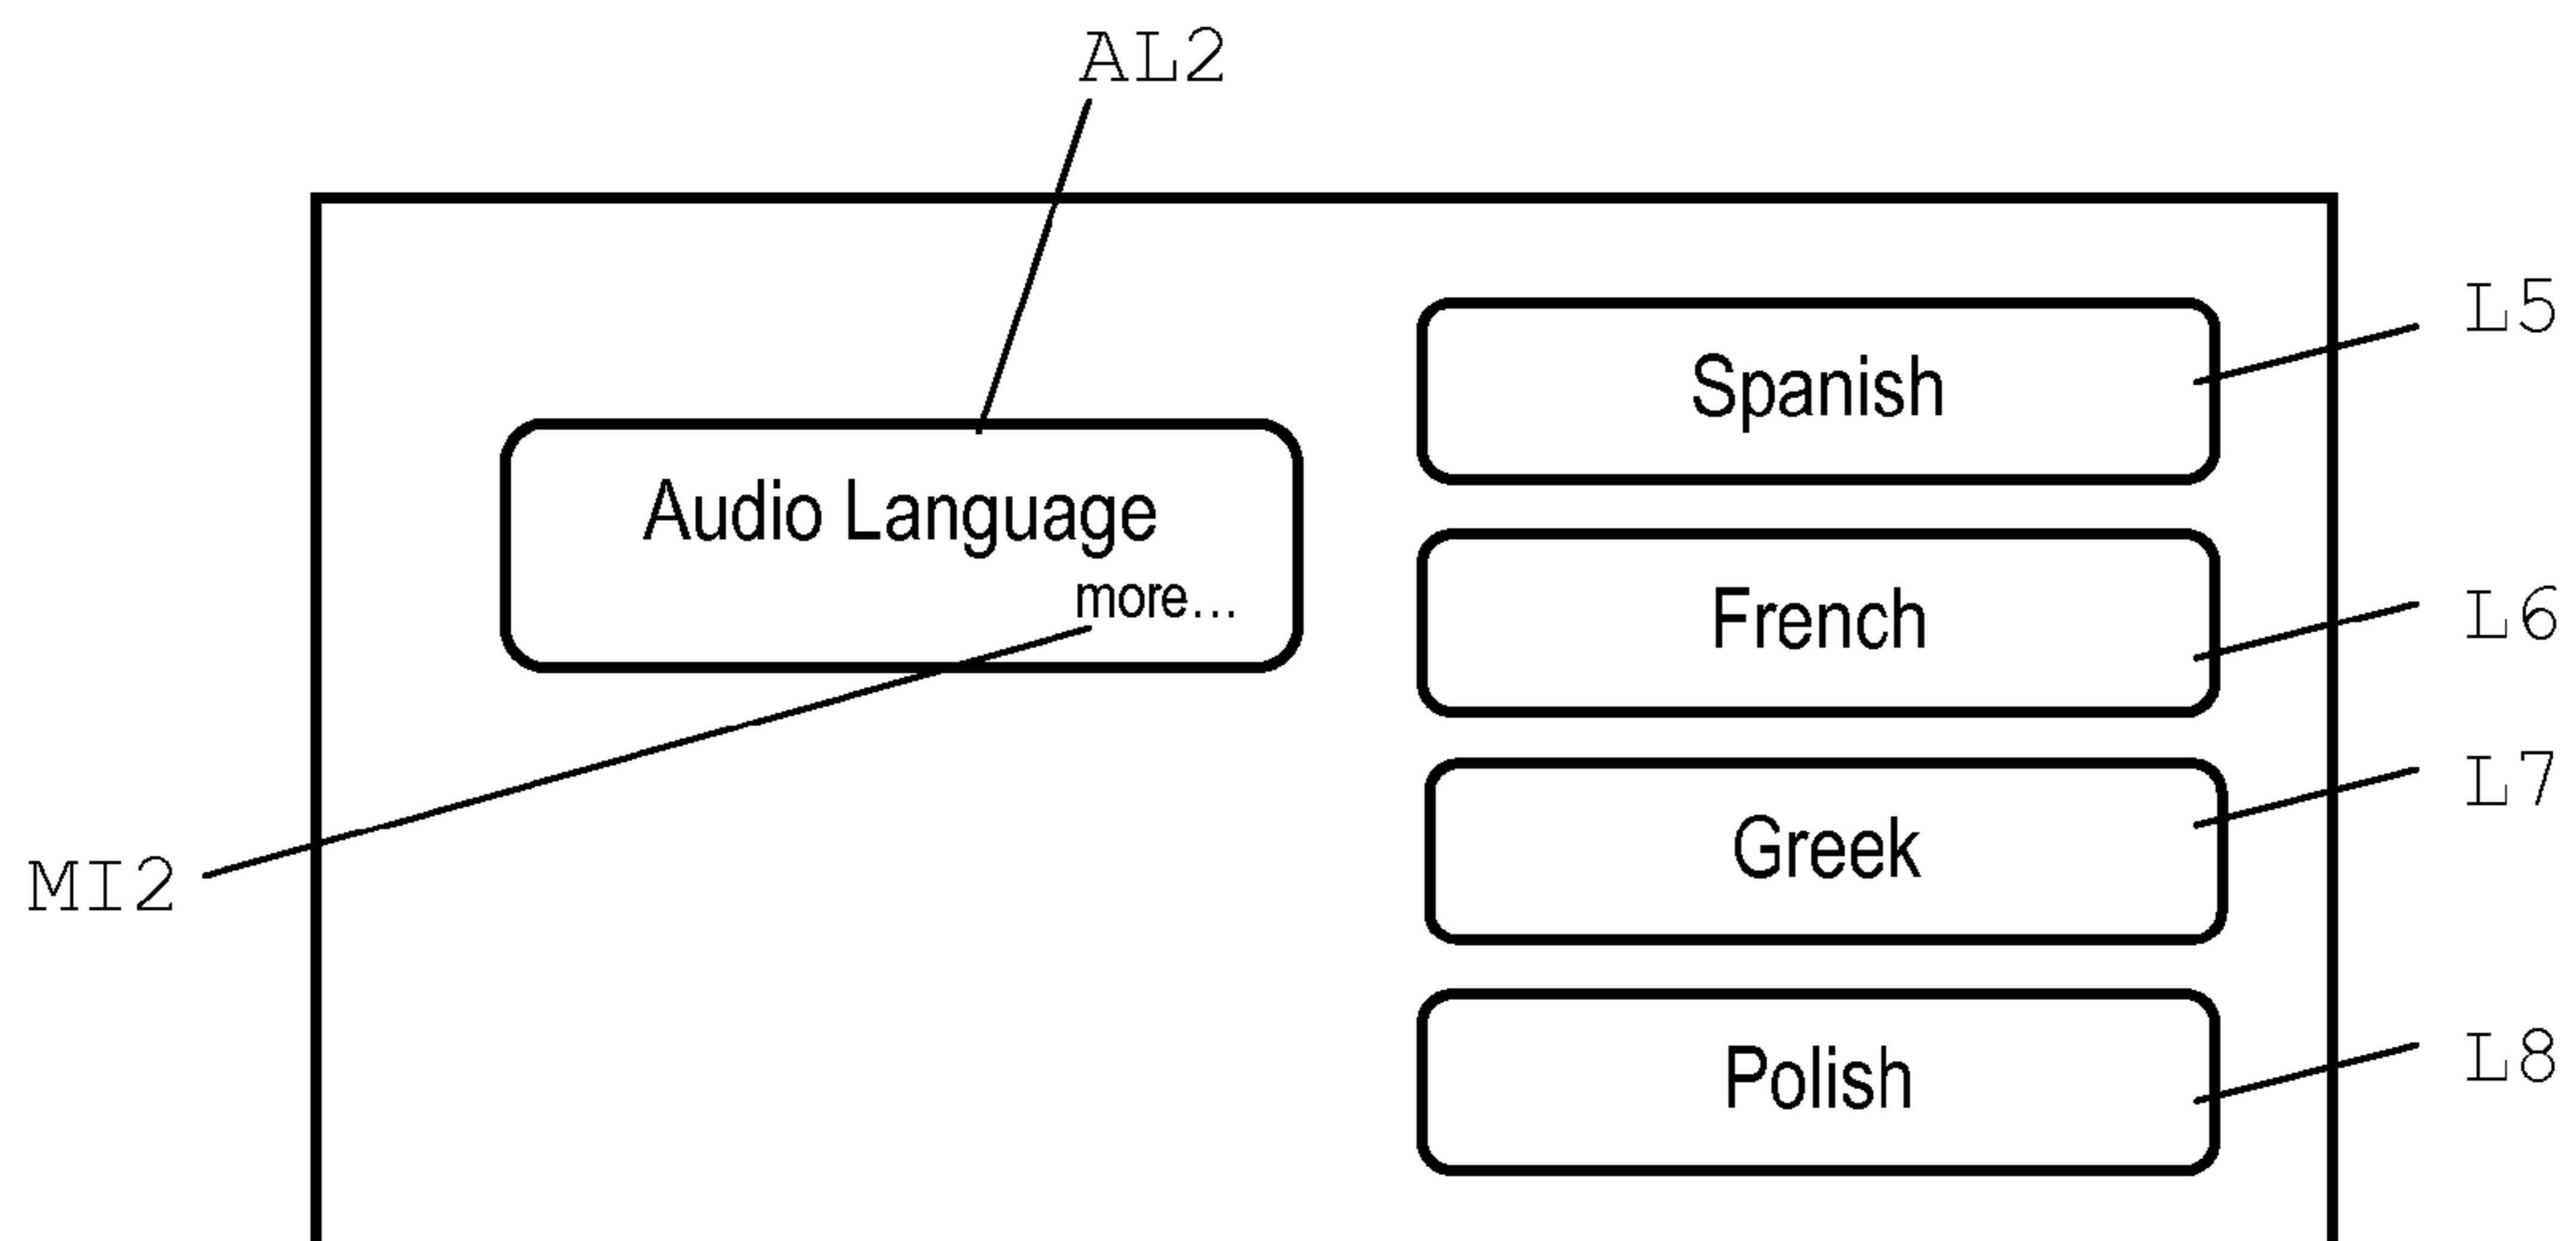 AL2
L5
Spanish
Audio Language
more...
French
L6
L7
Greek
MI2
Polish
L8